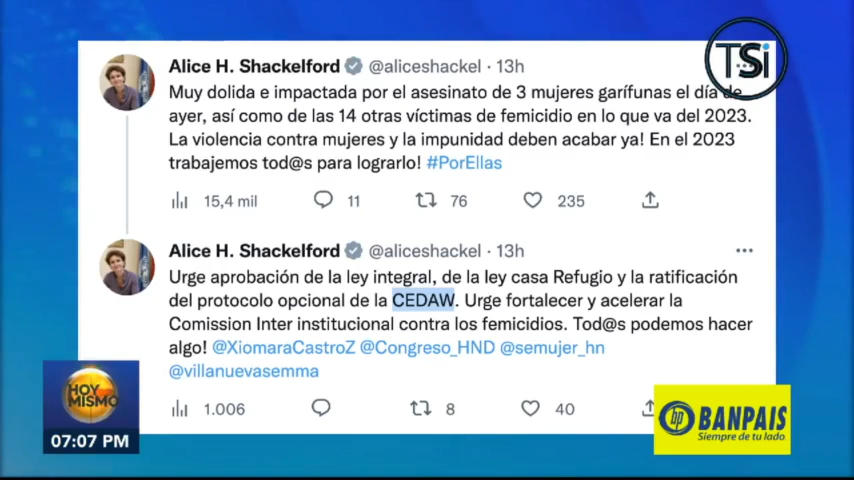 TSi
Alice H. Shackelford @aliceshackel · 13h
Muy dolida e impactada por el asesinato de 3 mujeres garífunas el día de
ayer, así como de las 14 otras víctimas de femicidio en lo que va del 2023.
La violencia contra mujeres y la impunidad deben acabar ya! En el 2023
trabajemos tod@s para lograrlo! #PorEllas
15,4 mil 11 76 235
Alice H. Shackelford @aliceshackel · 13h
Urge aprobación de la ley integral, de la ley casa Refugio y la ratificación
del protocolo opcional de la CEDAW. Urge fortalecer y acelerar la
Comission Inter institucional contra los femicidios. Tod@s podemos hacer
algo! @XiomaraCastroZ @Congreso_HND @semujer_hn
@villanuevasemma
1.006 8 40
HOY
MISMO
07:07 PM
bp BANPAIS
Siempre de tu lado.